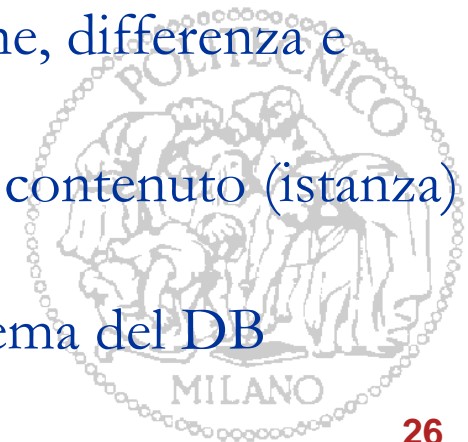 ne, differenza e
POLITECNICO
contenuto (istanza)
ema del DB
MILANO
26